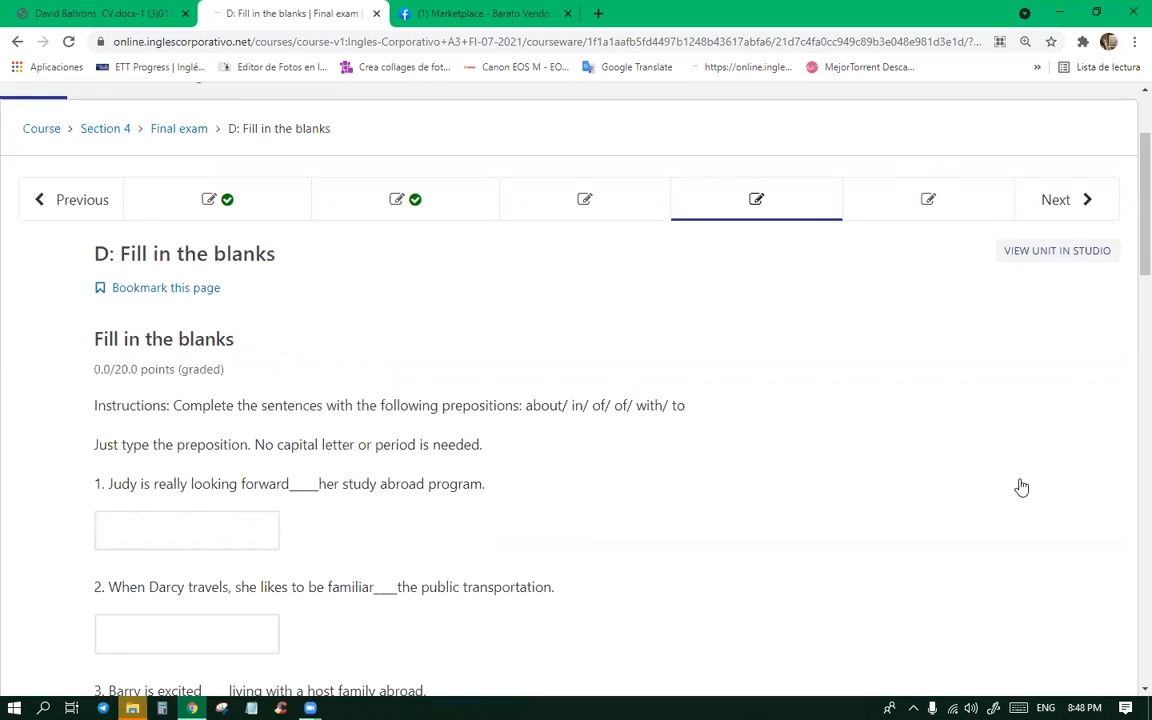 David Baltrons CV.docx-1 (3)01
D: Fill in the blanks | Final exam |
(1) Marketplace - Barato Vendo
online.inglescorporativo.net/courses/course-v1:Ingles-Corporativo+A3+FI-07-2021/courseware/1f1a1aafb5fd4497b1248b43617abfa6/21d7c4fa0cc949c89b3e048e981d3e1d/?...
Aplicaciones
ETT Progress | Inglé...
Editor de Fotos en l...
Crea collages de fot...
Canon EOS M - EO...
Google Translate
https://online.ingle...
MejorTorrent Desca...
»
Lista de lectura
Course > Section 4 > Final exam > D: Fill in the blanks
Previous
Next
D: Fill in the blanks
VIEW UNIT IN STUDIO
Bookmark this page
Fill in the blanks
0.0/20.0 points (graded)
Instructions: Complete the sentences with the following prepositions: about/ in/ of/ of/ with/ to
Just type the preposition. No capital letter or period is needed.
1. Judy is really looking forward____her study abroad program.
2. When Darcy travels, she likes to be familiar___the public transportation.
3. Barry is excited____living with a host family abroad.
ENG 8:48 PM